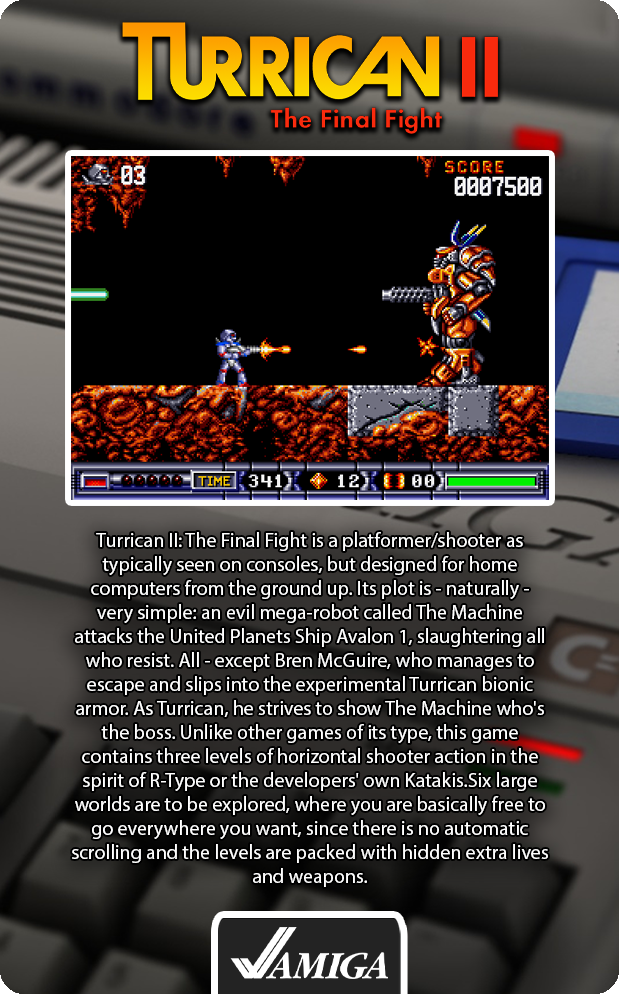 TURRICAN II
The Final Fight
03
SCORE
0007500
TIME 341 12 00
Turrican II: The Final Fight is a platformer/shooter as
typically seen on consoles, but designed for home
computers from the ground up. Its plot is - naturally -
very simple: an evil mega-robot called The Machine
attacks the United Planets Ship Avalon 1, slaughtering all
who resist. All - except Bren McGuire, who manages to
escape and slips into the experimental Turrican bionic
armor. As Turrican, he strives to show The Machine who's
the boss. Unlike other games of its type, this game
contains three levels of horizontal shooter action in the
spirit of R-Type or the developers' own Katakis.Six large
worlds are to be explored, where you are basically free to
go everywhere you want, since there is no automatic
scrolling and the levels are packed with hidden extra lives
and weapons.
AMIGA